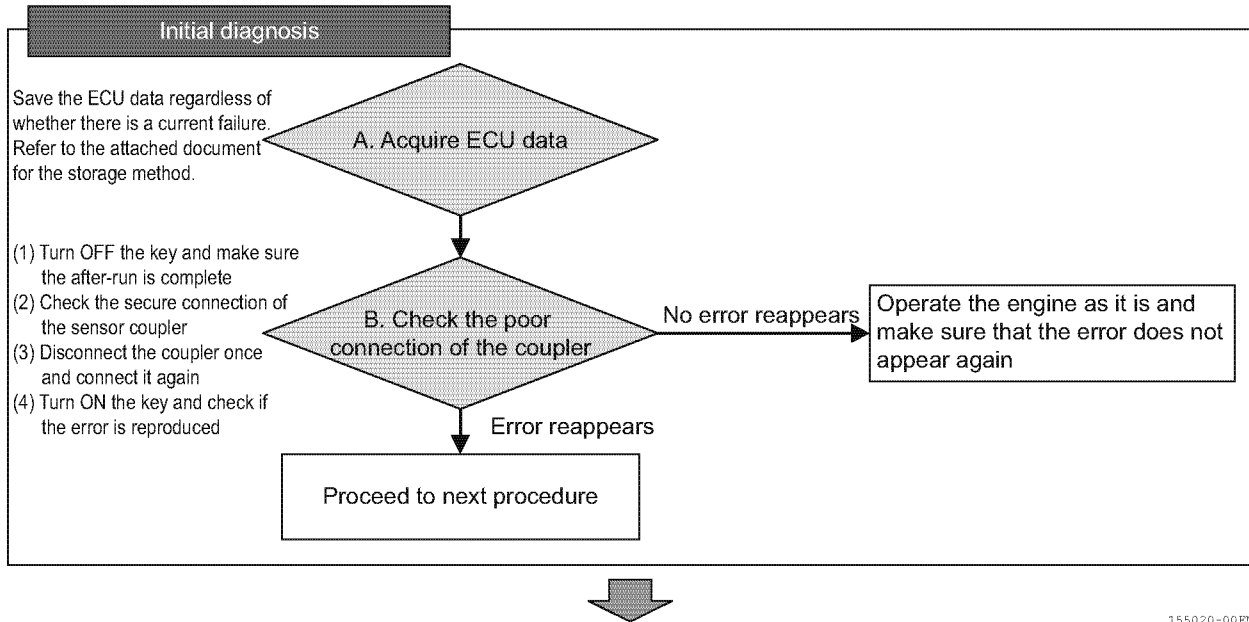 Initial diagnosis
Save the ECU data regardless of
whether there is a current failure.
Refer to the attached document
for the storage method.
A. Acquire ECU data
(1) Turn OFF the key and make sure
the after-run is complete
(2) Check the secure connection of
the sensor coupler
(3) Disconnect the coupler once
and connect it again
(4) Turn ON the key and check if
the error is reproduced
B. Check the poor
connection of the coupler
No error reappears
Operate the engine as it is and
make sure that the error does not
appear again
Error reappears
Proceed to next procedure